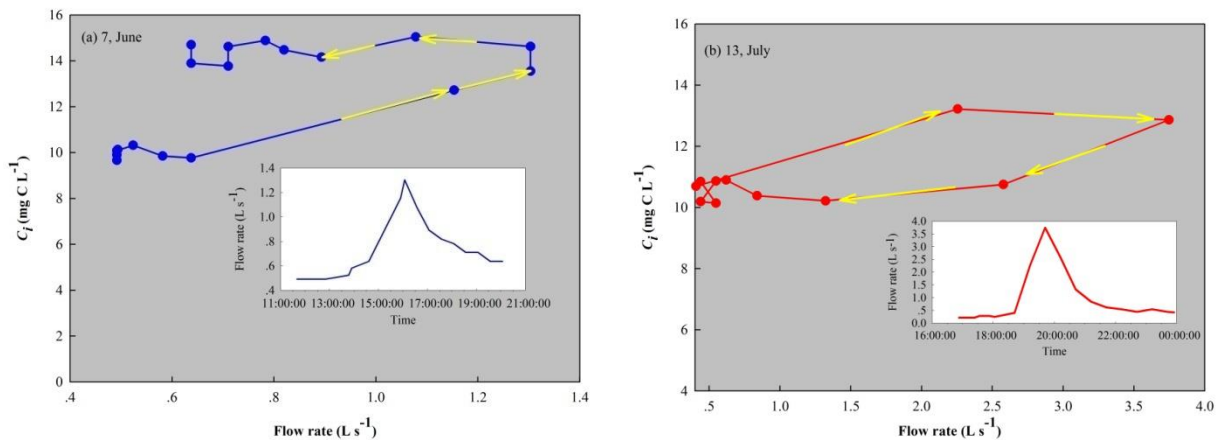 (a) 7, June
16
14
12
10
8
6
4
2
0
C_i (mg C L⁻¹)
.4 .6 .8 1.0 1.2 1.4
Flow rate (L s⁻¹)
1.4
1.2
1.0
.8
.6
.4
Flow rate (L s⁻¹)
11:00:00 13:00:00 15:00:00 17:00:00 19:00:00 21:00:00
Time
(b) 13, July
16
14
12
10
8
6
4
C_i (mg C L⁻¹)
.5 1.0 1.5 2.0 2.5 3.0 3.5 4.0
Flow rate (L s⁻¹)
4.0
3.5
3.0
2.5
2.0
1.5
1.0
.5
0.0
Flow rate (L s⁻¹)
16:00:00 18:00:00 20:00:00 22:00:00 00:00:00
Time